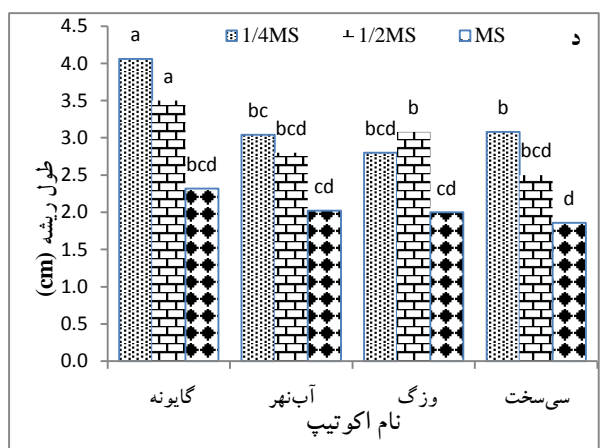 1/4MS 1/2MS MS د
4.5
4.0
3.5
3.0
2.5
2.0
1.5
1.0
0.5
0.0
طول ریشه (cm)
a a bcd
bc bcd cd
bcd b cd
b bcd d
گایونه آب‌نهر وزگ سی‌سخت
نام اکوتیپ